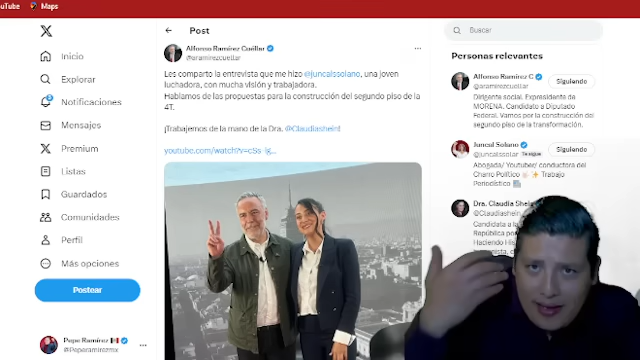 YouTube
Maps
Inicio
Explorar
2
Notificaciones
Mensajes
Premium
Listas
Guardados
Comunidades
Perfil
Más opciones
Postear
Pepe Ramírez
@Peparamirezmx
Post
Alfonso Ramírez Cuéllar
@aramirezcuellar
Les comparto la entrevista que me hizo @juncalssolano, una joven
luchadora, con mucha visión y trabajadora.
Hablamos de las propuestas para la construcción del segundo piso de la
4T.
¡Trabajemos de la mano de la Dra. @Claudiashein!
Buscar
Personas relevantes
Alfonso Ramírez C
@aramirezcuellar
Siguiendo
Dirigente social. Expresidente de
MORENA. Candidato a Diputado
Federal. Vamos por la construcción del
segundo piso de la transformación.
Juncal Solano
@juncalssolar Te sigue
Siguiendo
Abogada/ Youtuber/ conductora del
Charro Político Trabajo
Periodístico
Dra. Claudia Shein
@Claudiashein
Candidata a la
República po
Haciendo His